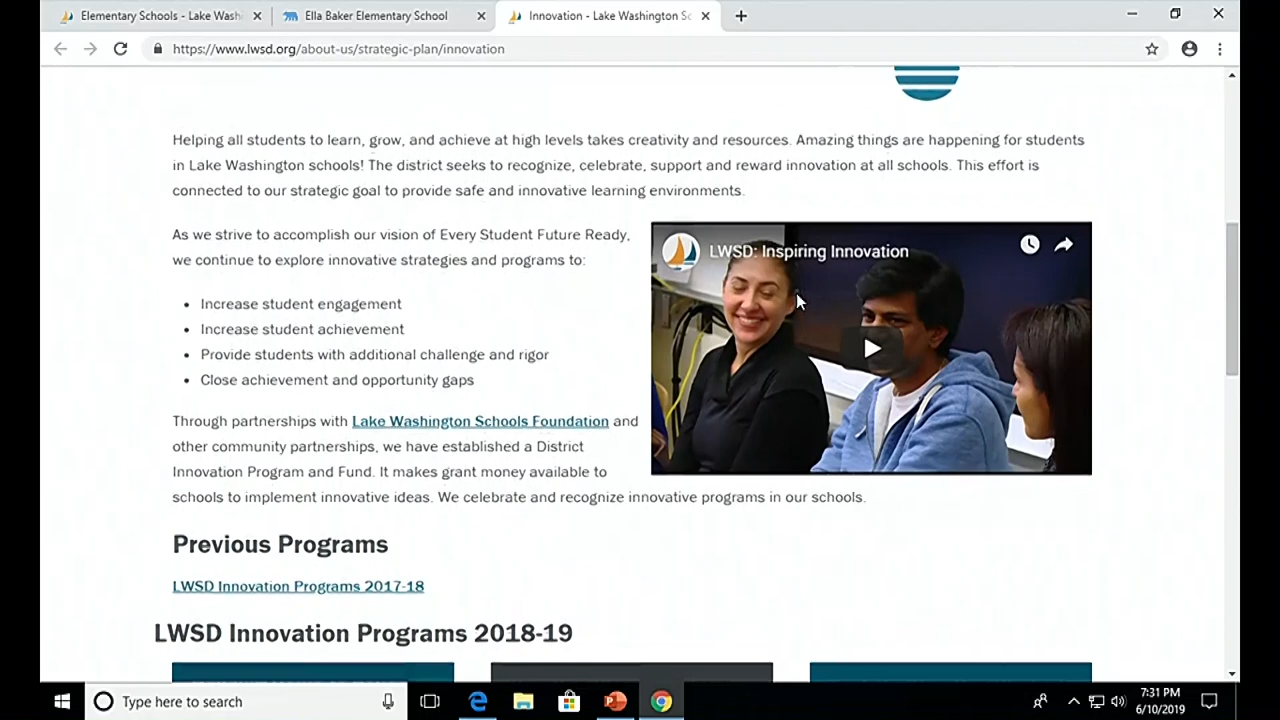 Elementary Schools - Lake Wash
Ella Baker Elementary School
Innovation - Lake Washington Sc
https://www.lwsd.org/about-us/strategic-plan/innovation
Helping all students to learn, grow, and achieve at high levels takes creativity and resources. Amazing things are happening for students
in Lake Washington schools! The district seeks to recognize, celebrate, support and reward innovation at all schools. This effort is
connected to our strategic goal to provide safe and innovative learning environments.
As we strive to accomplish our vision of Every Student Future Ready,
we continue to explore innovative strategies and programs to:
• Increase student engagement
• Increase student achievement
• Provide students with additional challenge and rigor
• Close achievement and opportunity gaps
LWSD: Inspiring Innovation
Through partnerships with Lake Washington Schools Foundation and
other community partnerships, we have established a District
Innovation Program and Fund. It makes grant money available to
schools to implement innovative ideas. We celebrate and recognize innovative programs in our schools.
Previous Programs
LWSD Innovation Programs 2017-18
LWSD Innovation Programs 2018-19
Type here to search
7:31 PM
6/10/2019